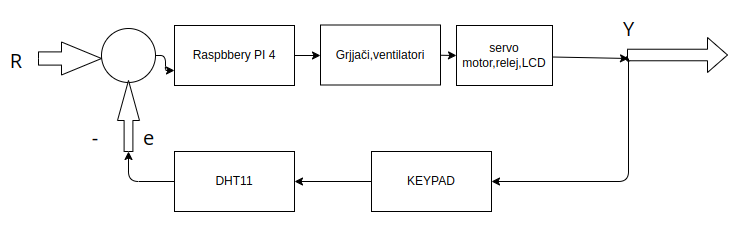 R
Raspbbery PI 4
Grjjači,ventilatori
servo
motor,relej,LCD
Y
-
e
DHT11
KEYPAD